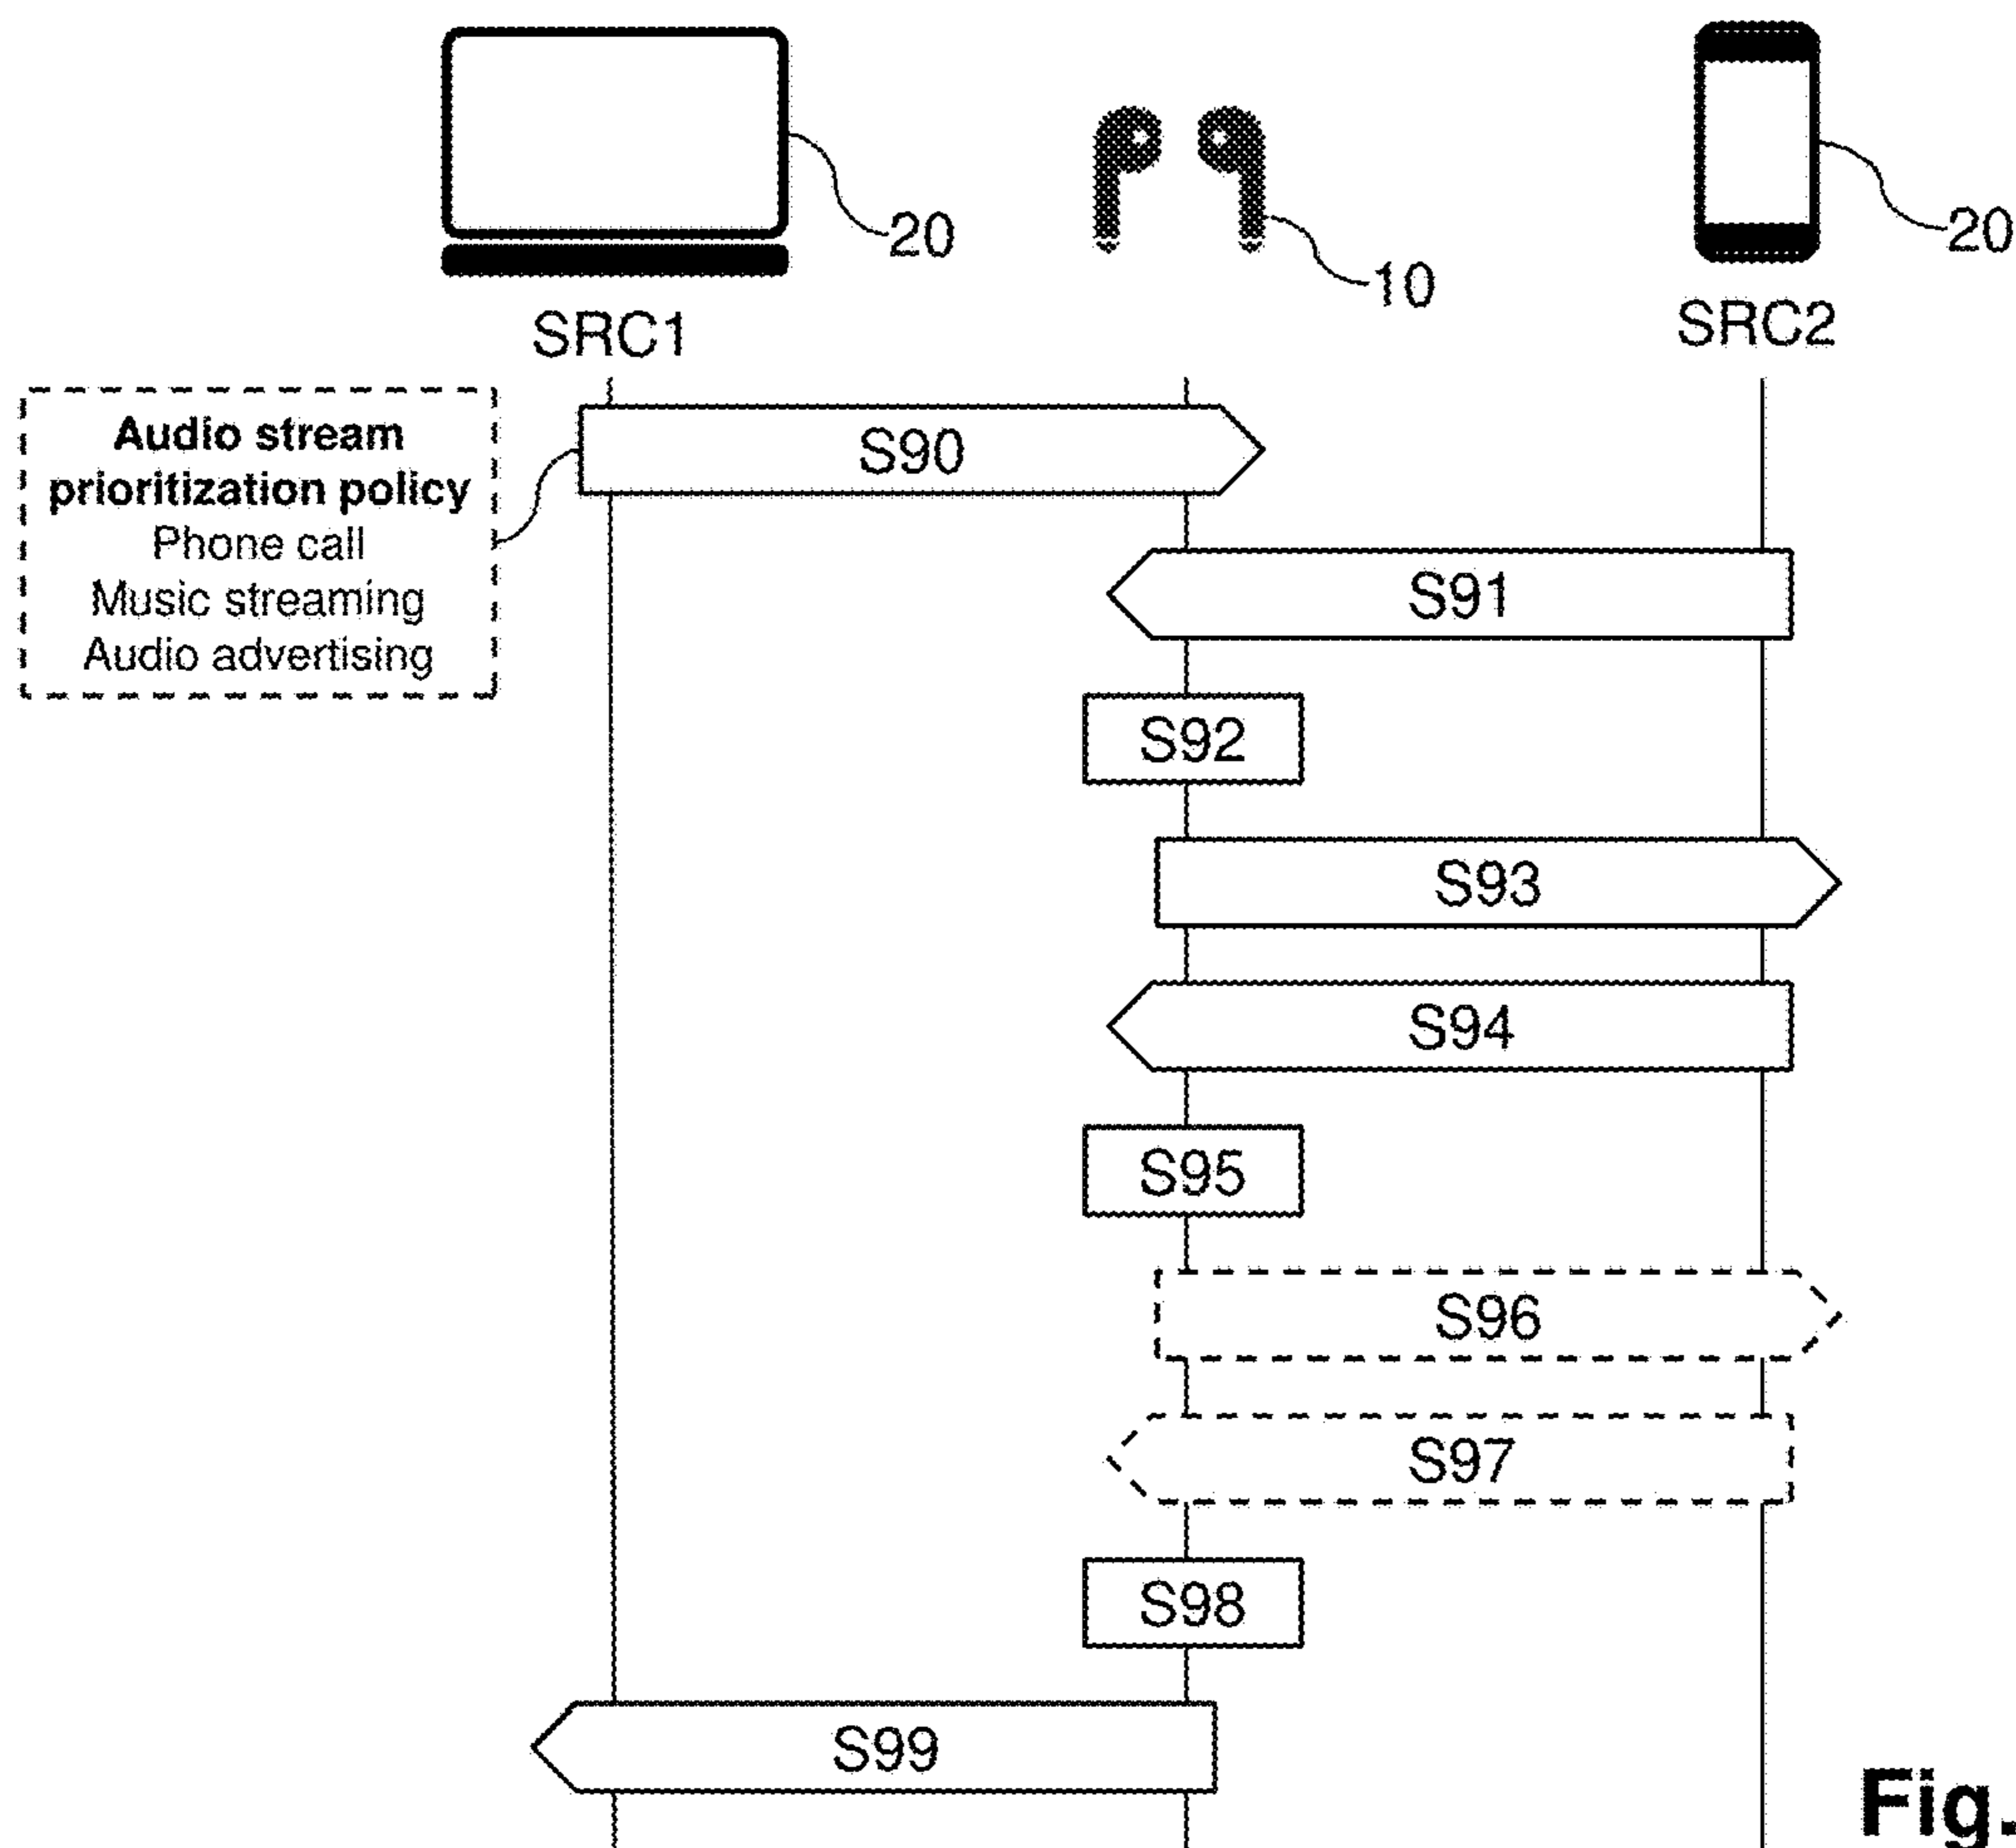 20
10
20
SRC1
SRC2
Audio stream
prioritization policy
Phone call
Music streaming
Audio advertising
S90
S91
S92
S93
S94
S95
S96
S97
S98
S99
Fig.